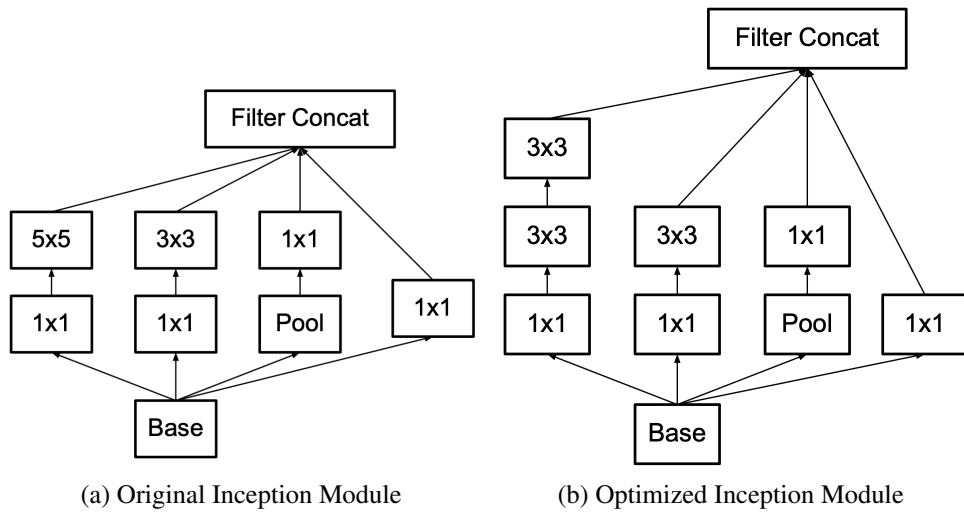 Filter Concat
5x5
3x3
1x1
1x1
1x1
Pool
1x1
Base
(a) Original Inception Module
Filter Concat
3x3
3x3
3x3
1x1
1x1
1x1
Pool
1x1
Base
(b) Optimized Inception Module